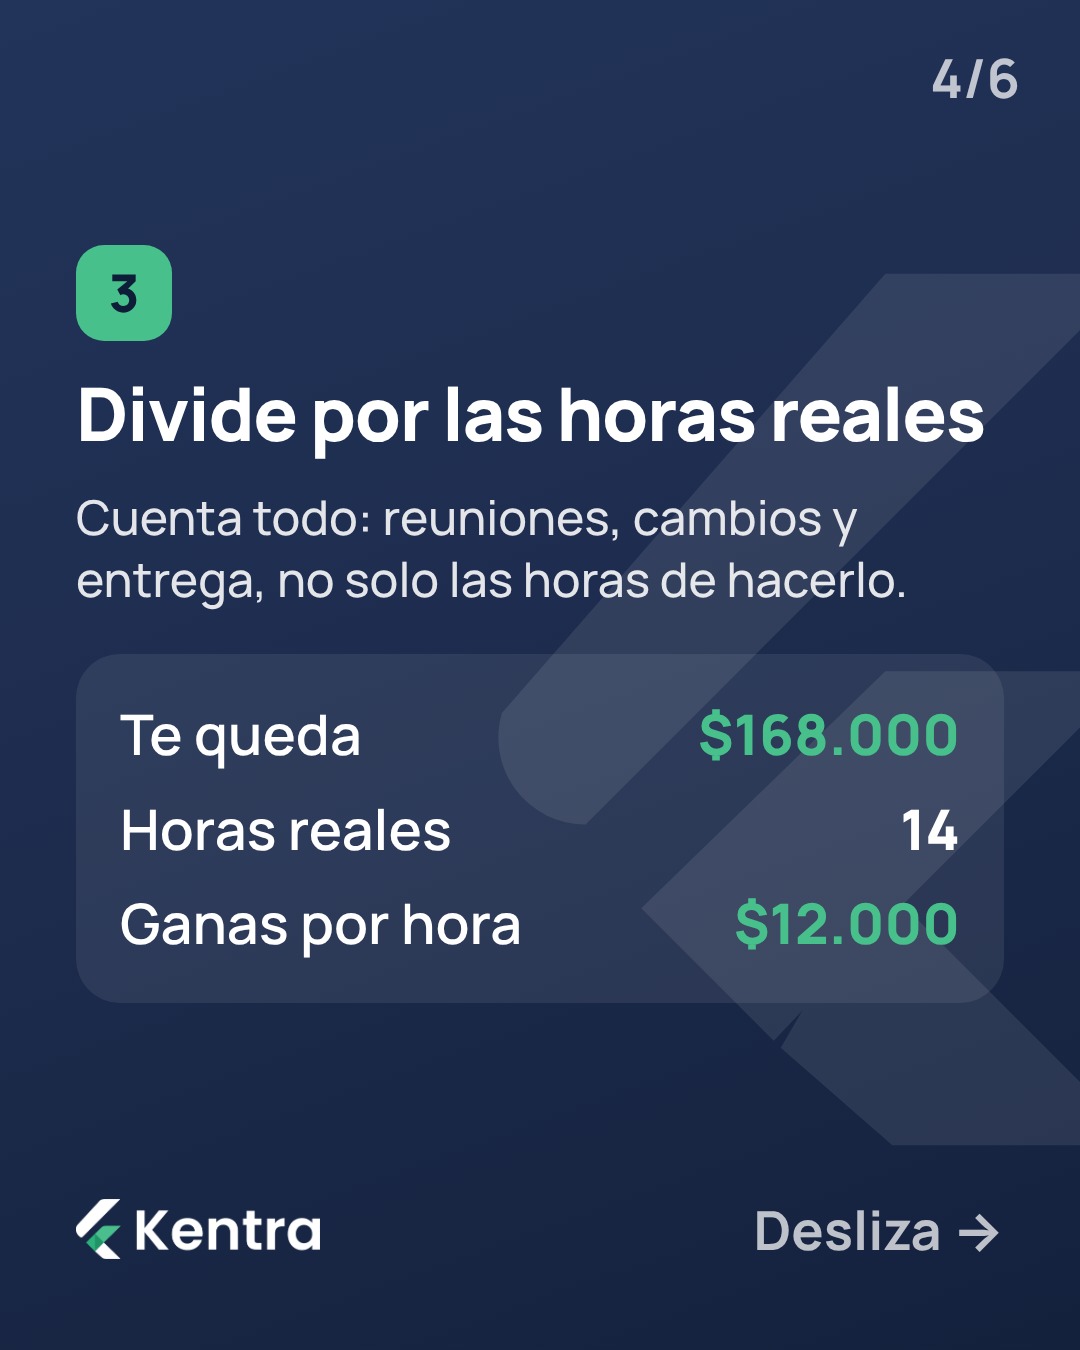 4/6
3
Divide por las horas reales
Cuenta todo: reuniones, cambios y
entrega, no solo las horas de hacerlo.
Te queda $168.000
Horas reales 14
Ganas por hora $12.000
Kentra
Desliza →